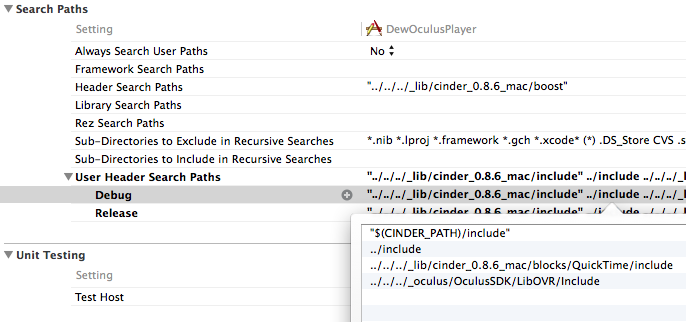 Search Paths
Setting DewOculusPlayer
Always Search User Paths No
Framework Search Paths
Header Search Paths "../../../_lib/cinder_0.8.6_mac/boost"
Library Search Paths
Rez Search Paths
Sub-Directories to Exclude in Recursive Searches *.nib *.lproj *.framework *.gch *.xcode* (*) .DS_Store CVS .s
Sub-Directories to Include in Recursive Searches
User Header Search Paths "../../../_lib/cinder_0.8.6_mac/include" ../include ../../../_l
Debug "../../../_lib/cinder_0.8.6_mac/include" ../include ../../../_l
Release "../../../_lib/cinder_0.8.6_mac/include" ../include ../../../_l
"$(CINDER_PATH)/include"
../include
../../../_lib/cinder_0.8.6_mac/blocks/QuickTime/include
../../../_oculus/OculusSDK/LibOVR/Include
Unit Testing
Setting
Test Host